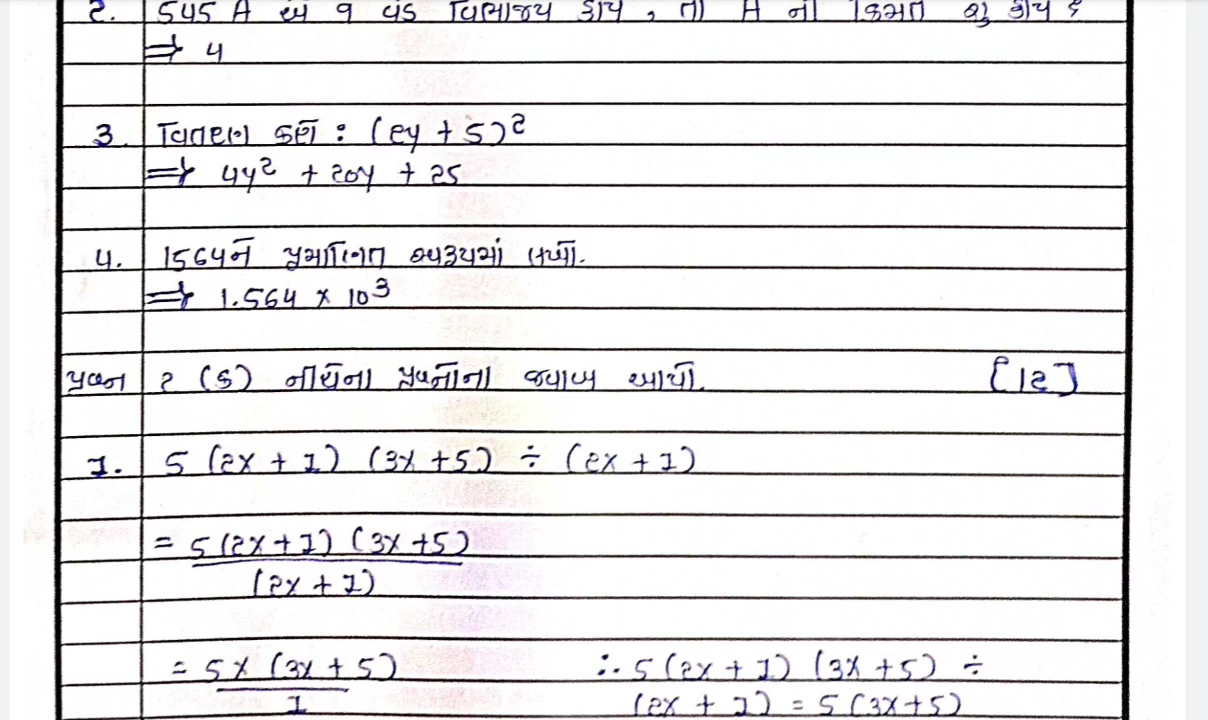 2. 545 A એ 9 વડે વિભાજ્ય હોય, તો A ની કિંમત શું હોય ?
⇒ 4
3. વિસ્તરણ કરો : (2y + 5)²
⇒ 4y² + 20y + 25
4. 1564ને પ્રમાણિત સ્વરૂપમાં લખો.
⇒ 1.564 × 10³
પ્રશ્ન 2 (ક) નીચેના પ્રશ્નોના જવાબ આપો. [12]
1. 5 (2x + 1) (3x + 5) ÷ (2x + 1)
= 5 (2x + 1) (3x + 5)
(2x + 1)
= 5 × (3x + 5) ∴ 5 (2x + 1) (3x + 5) ÷
1 (2x + 1) = 5 (3x + 5)